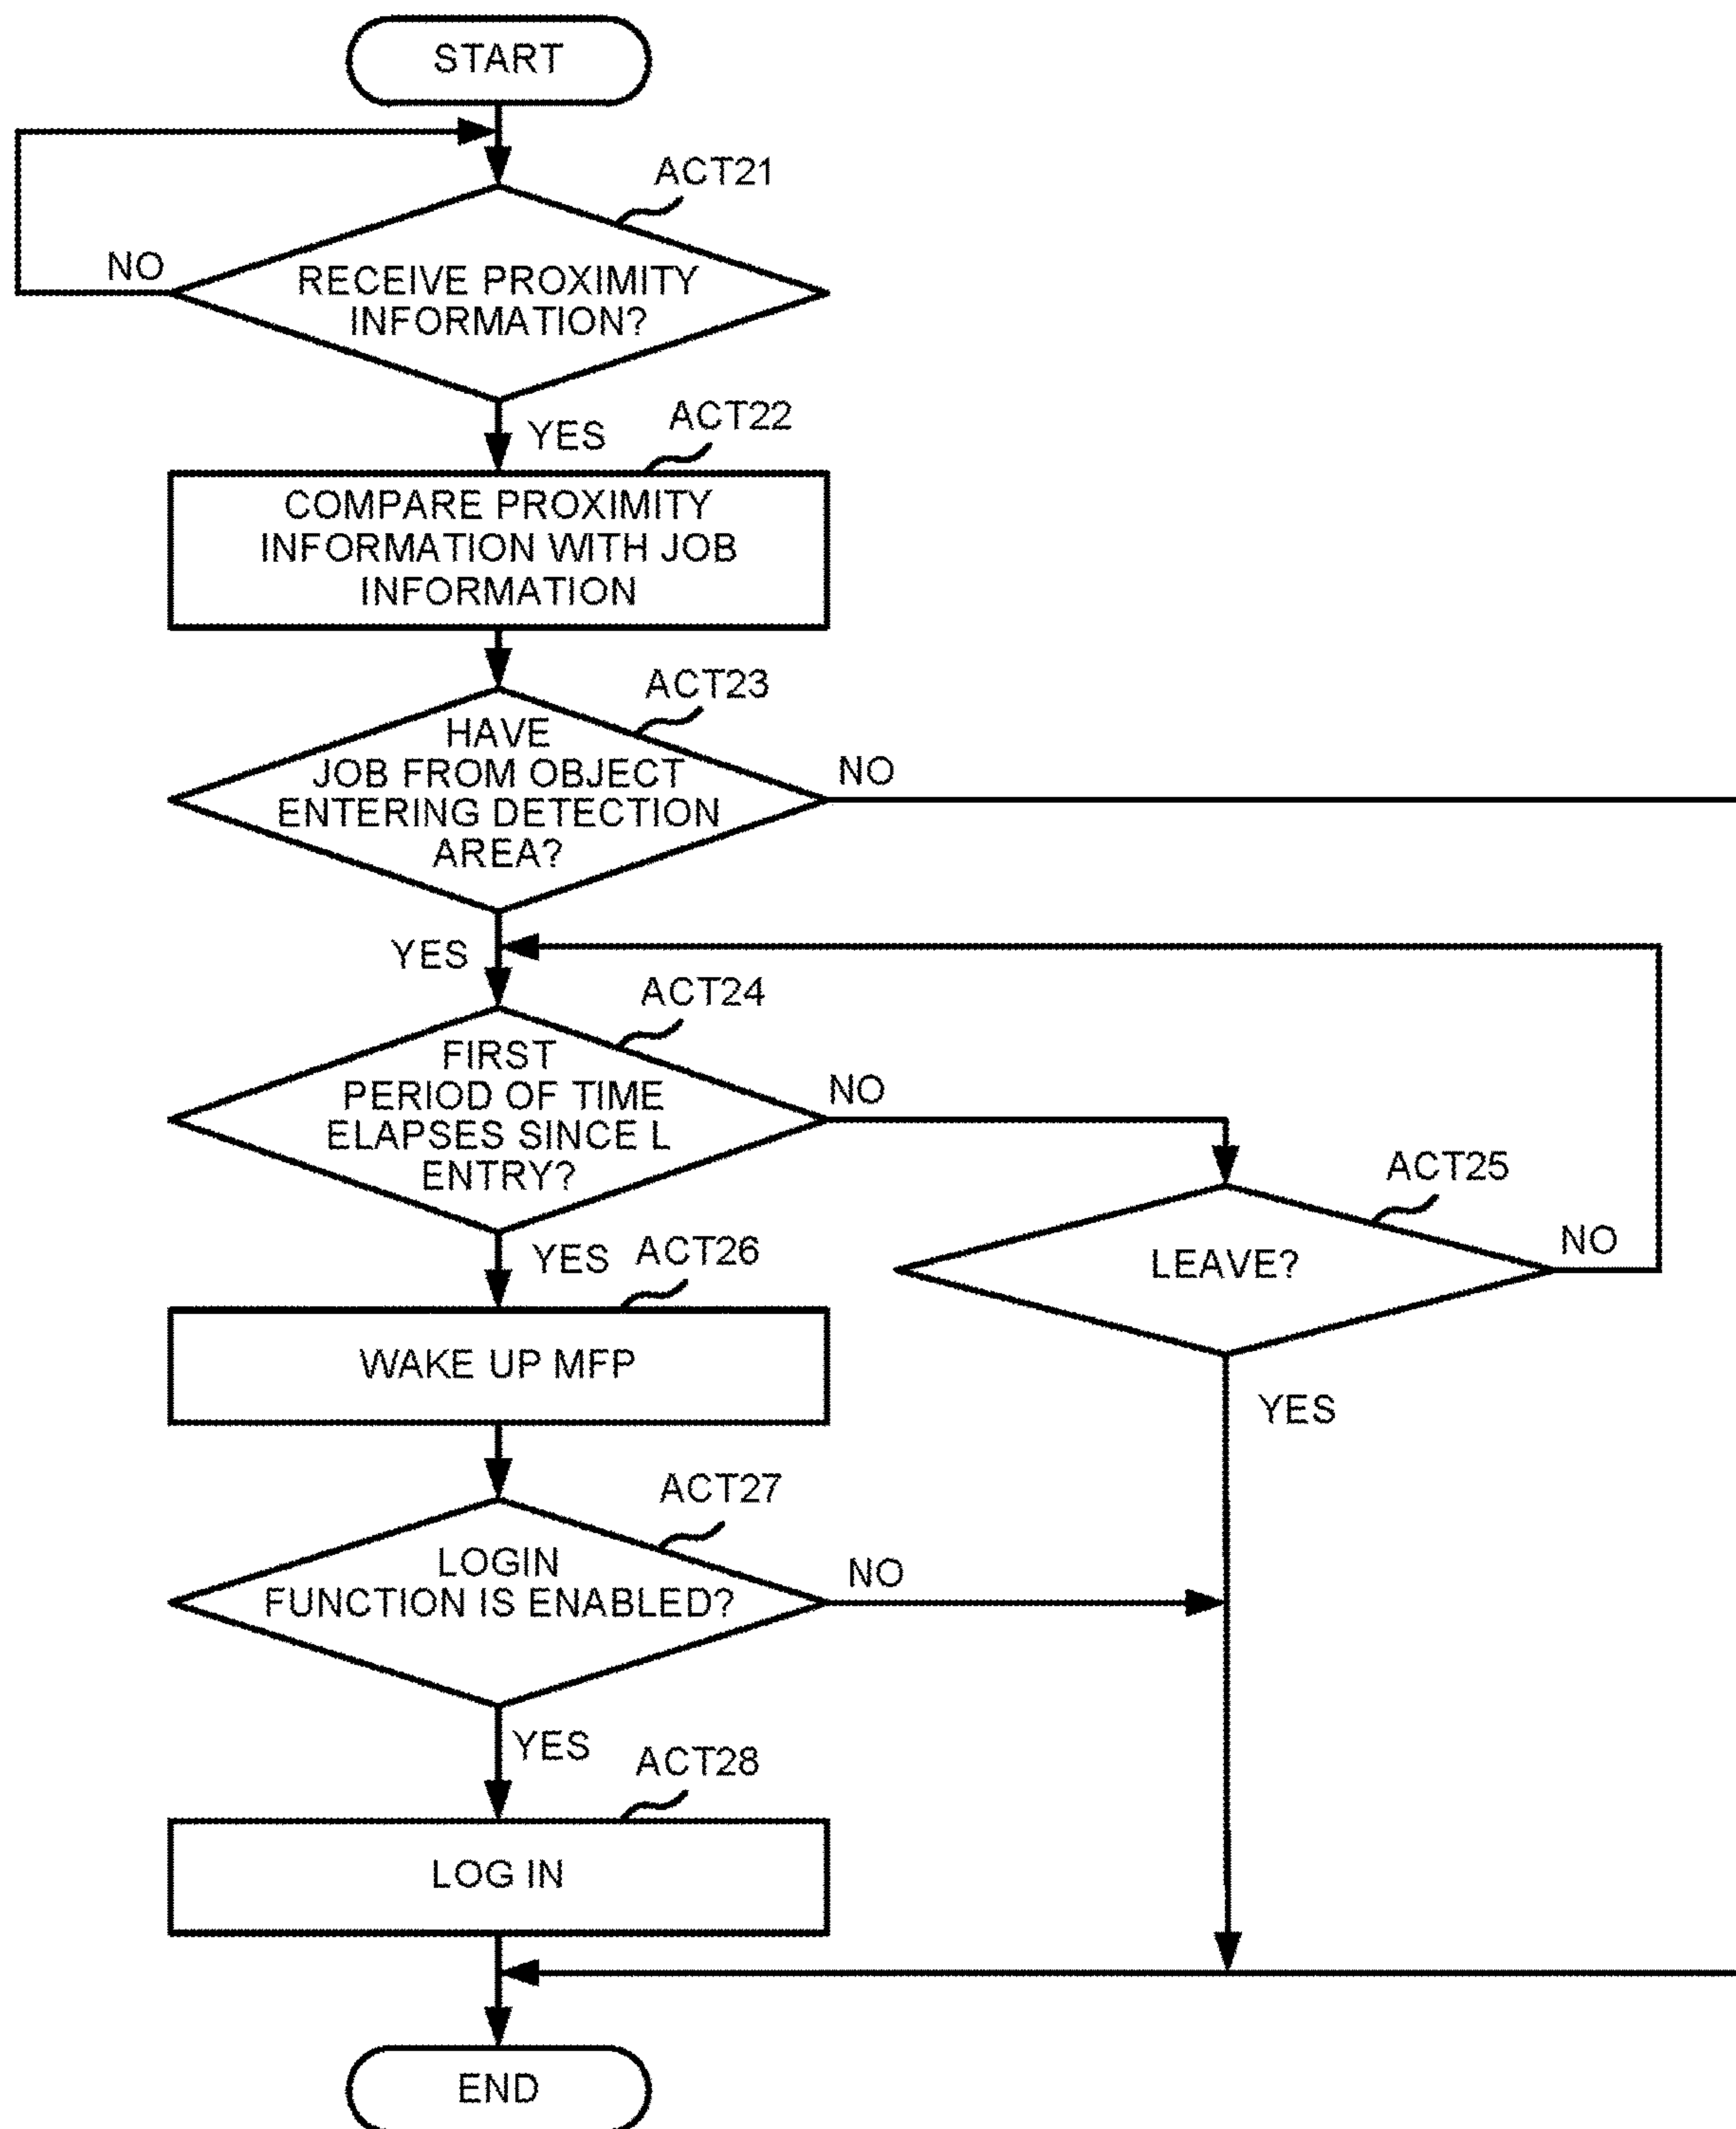 START
ACT21
NO
RECEIVE PROXIMITY
INFORMATION?
YES
ACT22
COMPARE PROXIMITY
INFORMATION WITH JOB
INFORMATION
ACT23
HAVE
JOB FROM OBJECT
ENTERING DETECTION
AREA?
NO
YES
ACT24
FIRST
PERIOD OF TIME
ELAPSES SINCE L
ENTRY?
NO
ACT25
LEAVE?
NO
YES
YES
ACT26
WAKE UP MFP
ACT27
LOGIN
FUNCTION IS ENABLED?
NO
YES
ACT28
LOG IN
END